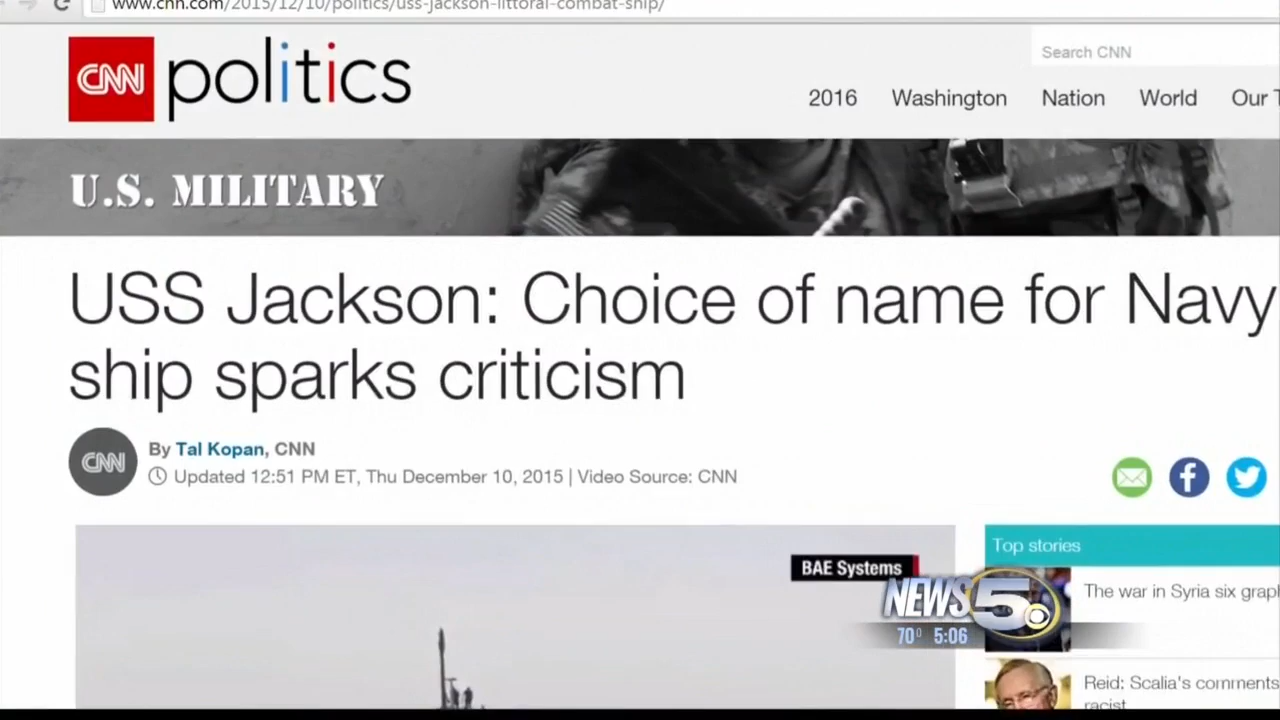 www.cnn.com/2015/12/10/politics/uss-jackson-littoral-combat-ship/
CNN politics
Search CNN
2016 Washington Nation World Our T
U.S. MILITARY
USS Jackson: Choice of name for Navy
ship sparks criticism
CNN
By Tal Kopan, CNN
Updated 12:51 PM ET, Thu December 10, 2015 | Video Source: CNN
f
Top stories
BAE Systems
The war in Syria six grap
NEWS 5
70° 5:06
Reid: Scalia's comments
racist